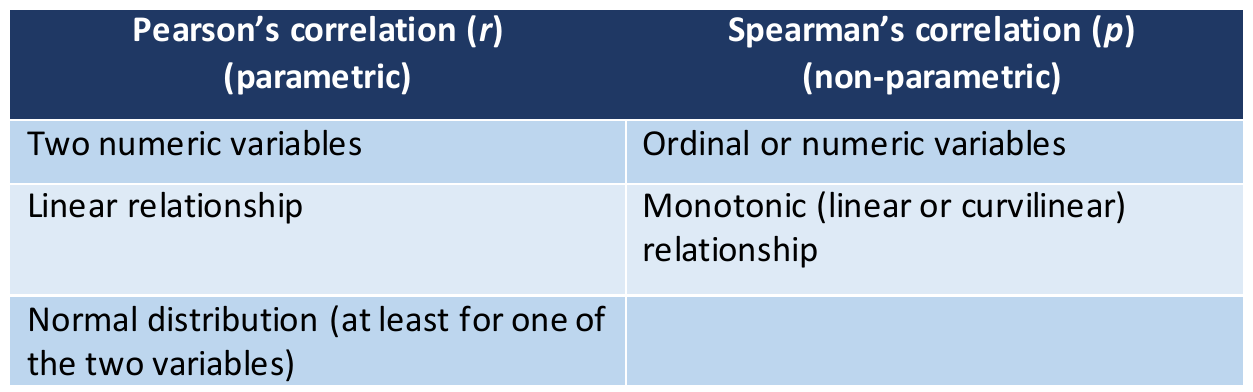 Pearson’s correlation (r)
(parametric)
Spearman’s correlation (p)
(non-parametric)
Two numeric variables
Ordinal or numeric variables
Linear relationship
Monotonic (linear or curvilinear)
relationship
Normal distribution (at least for one of
the two variables)